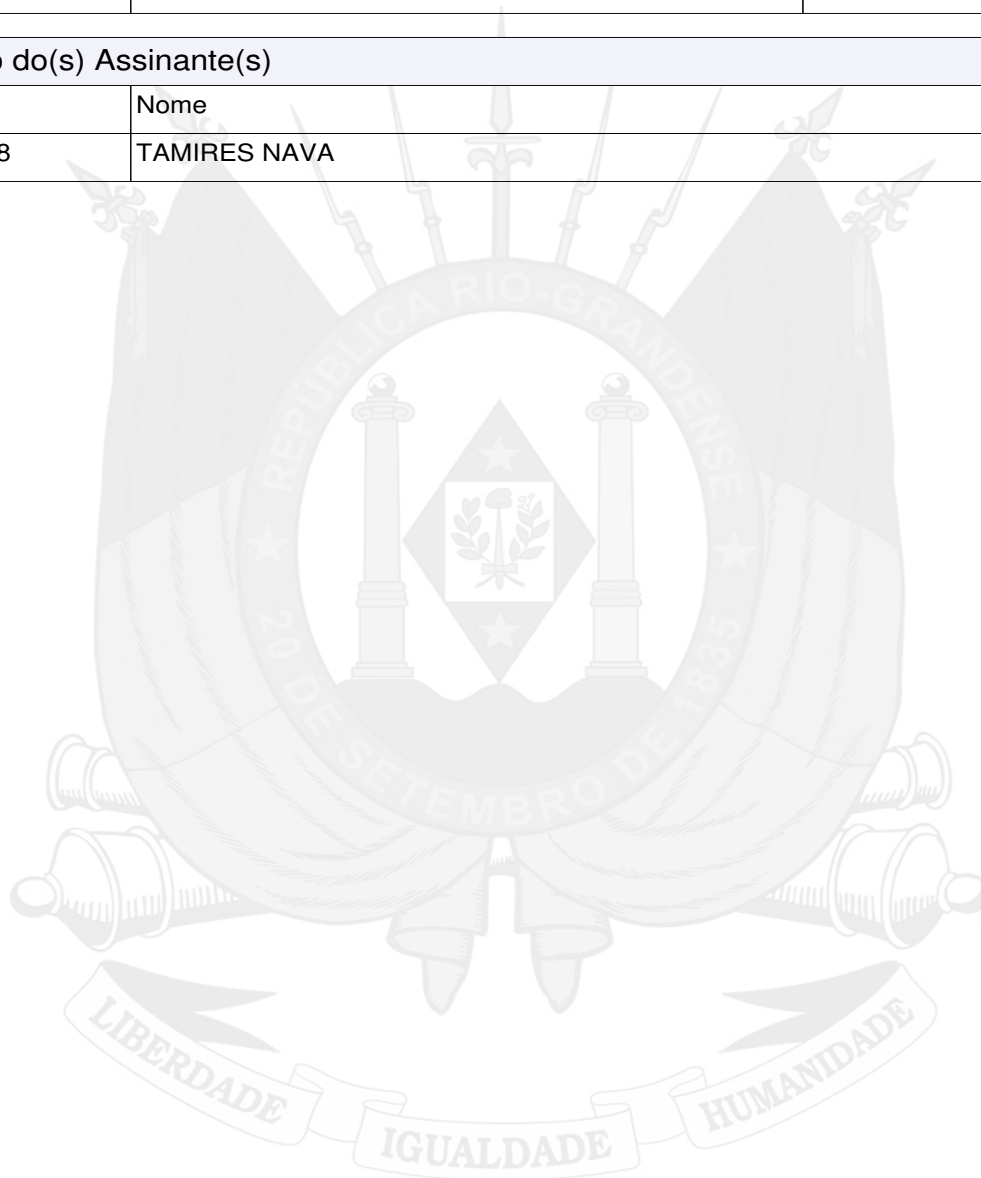 o do(s) Assinante(s)
Nome
8 TAMIRES NAVA
REPÚBLICA RIO-GRANDENSE
20 DE SETEMBRO DE 1835
LIBERDADE IGUALDADE HUMANIDADE